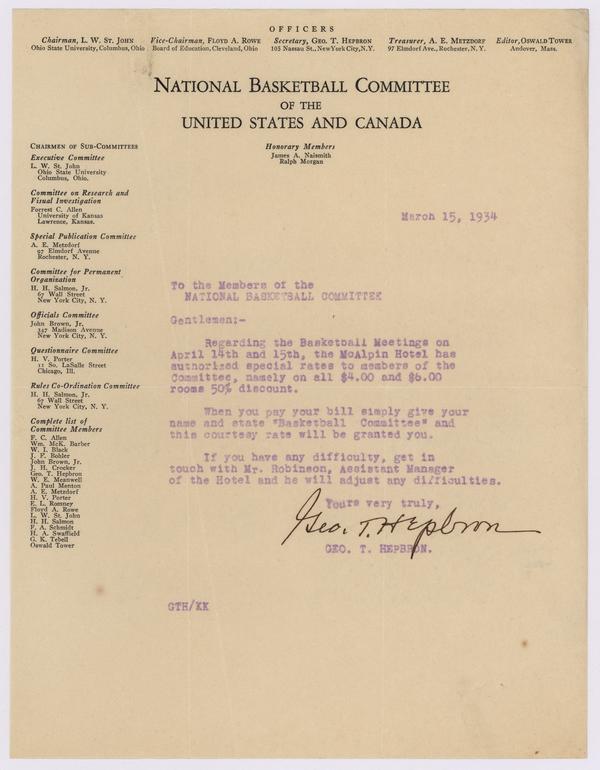 OFFICERS
Chairman, L. W. St. John Vice-Chairman, Floyd A. Rowe Secretary, Geo. T. Hepbron Treasurer, A. E. Metzdorf Editor, Oswald Tower
Ohio State University, Columbus, Ohio Board of Education, Cleveland, Ohio 105 Nassau St., New York City, N.Y. 97 Elmdorf Ave., Rochester, N.Y. Andover, Mass.
National Basketball Committee
OF THE
UNITED STATES AND CANADA
Honorary Members
James A. Naismith
Ralph Morgan
Chairmen of Sub-Committees
Executive Committee
L. W. St. John
Ohio State University
Columbus, Ohio.
Committee on Research and
Visual Investigation
Forrest C. Allen
University of Kansas
Lawrence, Kansas.
Special Publication Committee
A. E. Metzdorf
97 Elmdorf Avenue
Rochester, N. Y.
Committee for Permanent
Organization
H. H. Salmon, Jr.
67 Wall Street
New York City, N. Y.
Officials Committee
John Brown, Jr.
347 Madison Avenue
New York City, N. Y.
Questionnaire Committee
H. V. Porter
11 So. LaSalle Street
Chicago, Ill.
Rules Co-Ordination Committee
H. H. Salmon, Jr.
67 Wall Street
New York City, N. Y.
Complete list of
Committee Members
F. C. Allen
Wm. McK. Barber
W. I. Black
J. F. Bohler
John Brown, Jr.
J. H. Crocker
Geo. T. Hepbron
W. E. Meanwell
A. Paul Menton
A. E. Metzdorf
H. V. Porter
E. L. Romney
Floyd A. Rowe
L. W. St. John
H. H. Salmon
F. A. Schmidt
H. A. Swaffield
G. K. Tebell
Oswald Tower
March 15, 1934
To the Members of the
NATIONAL BASKETBALL COMMITTEE
Gentlemen:-
Regarding the Basketball Meetings on
April 14th and 15th, the McAlpin Hotel has
authorized special rates to members of the
Committee, namely on all $4.00 and $6.00
rooms 50% discount.
When you pay your bill simply give your
name and state "Basketball Committee" and
this courtesy rate will be granted you.
If you have any difficulty, get in
touch with Mr. Robinson, Assistant Manager
of the Hotel and he will adjust any difficulties.
Yours very truly,
Geo. T. Hepbron
GEO. T. HEPBRON.
GTH/KK